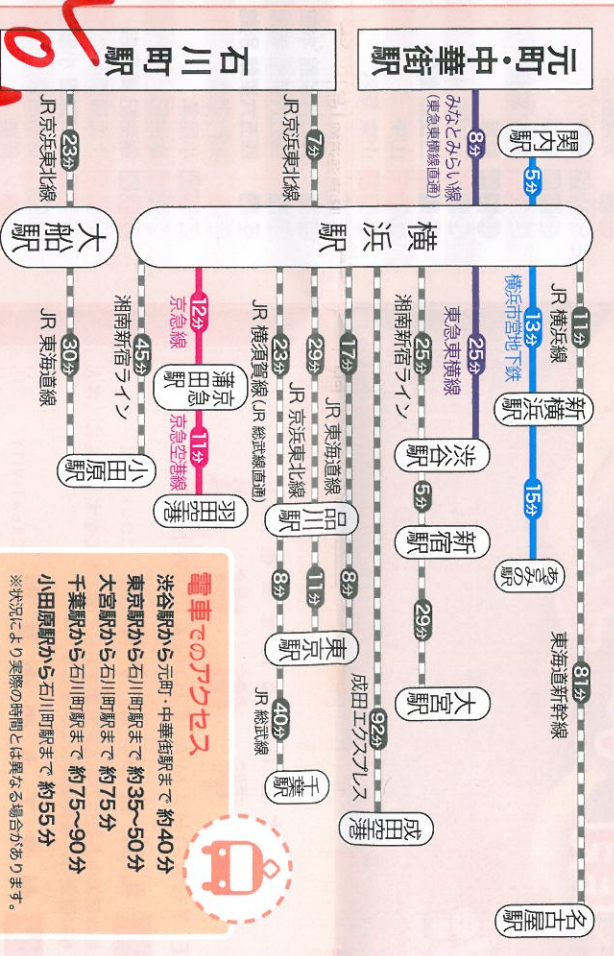 元町・中華街駅
石川町駅
関内駅
5分
8分
みなとみらい線
(東急東横線直通)
7分
JR京浜東北線
23分
JR京浜東北線
横浜駅
大船駅
11分
JR 横浜線
新横浜駅
81分
東海道新幹線
名古屋駅
13分
横浜市営地下鉄
15分
あざみ野駅
25分
東急東横線
渋谷駅
25分
湘南新宿ライン
5分
新宿駅
29分
大宮駅
92分
成田エクスプレス
成田空港
17分
JR 東海道線
8分
29分
JR 京浜東北線
品川駅
11分
東京駅
23分
JR 横須賀線(JR 総武線直通)
8分
40分
JR 総武線
千葉駅
12分
京急線
京急蒲田駅
11分
京急空港線
羽田空港
45分
湘南新宿ライン
小田原駅
30分
JR 東海道線
電車でのアクセス
渋谷駅から元町・中華街駅まで 約40分
東京駅から石川町駅まで 約35〜50分
大宮駅から石川町駅まで 約75分
千葉駅から石川町駅まで 約75〜90分
小田原駅から石川町駅まで 約55分
※状況により実際の時間とは異なる場合があります。